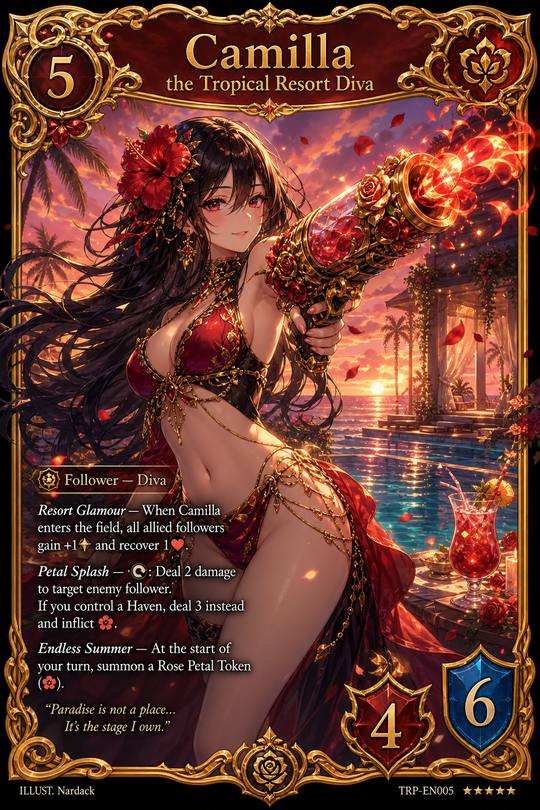 5
Camilla
the Tropical Resort Diva
Follower — Diva
Resort Glamour — When Camilla
enters the field, all allied followers
gain +1 and recover 1.
Petal Splash — : Deal 2 damage
to target enemy follower.
If you control a Haven, deal 3 instead
and inflict .
Endless Summer — At the start of
your turn, summon a Rose Petal Token
().
“Paradise is not a place...
It’s the stage I own.”
4
6
ILLUST. Nardack
TRP-EN005 ★★★★★